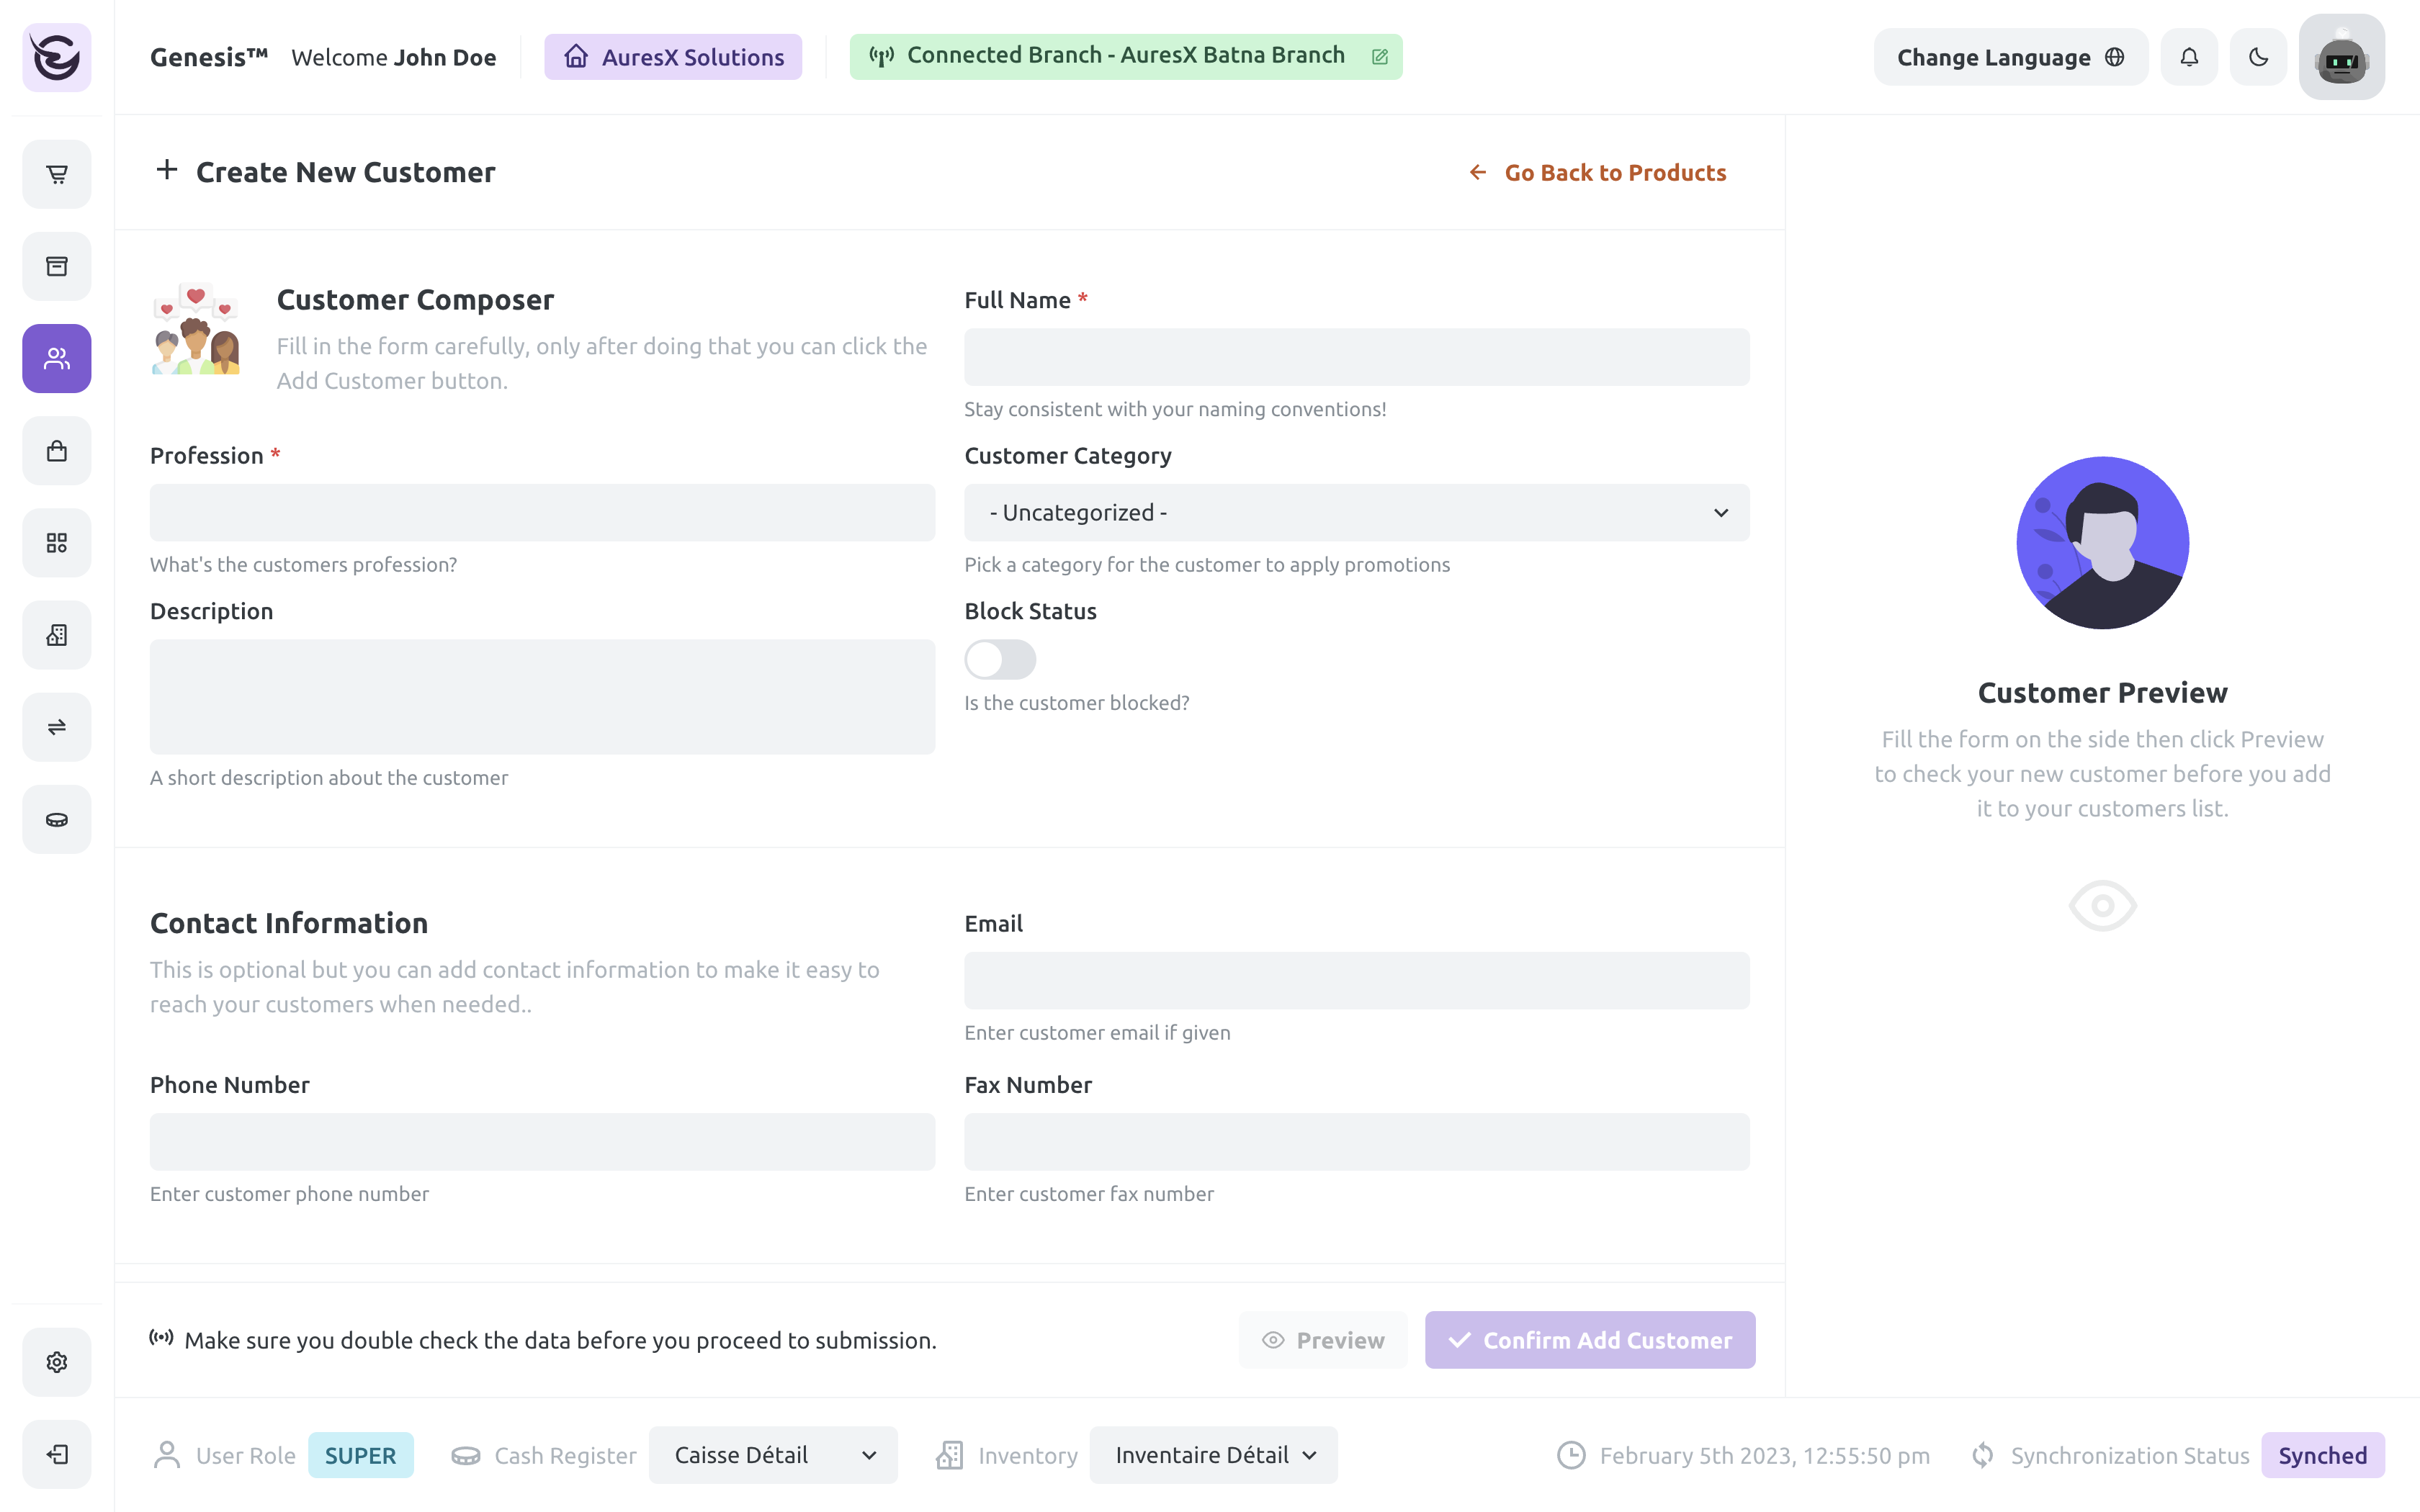 Genesis™ Welcome John Doe
AuresX Solutions
Connected Branch - AuresX Batna Branch
Change Language
Create New Customer
Go Back to Products
Customer Composer
Fill in the form carefully, only after doing that you can click the
Add Customer button.
Full Name *
Stay consistent with your naming conventions!
Profession *
What's the customers profession?
Customer Category
- Uncategorized -
Pick a category for the customer to apply promotions
Description
A short description about the customer
Block Status
Is the customer blocked?
Contact Information
This is optional but you can add contact information to make it easy to
reach your customers when needed..
Email
Enter customer email if given
Phone Number
Enter customer phone number
Fax Number
Enter customer fax number
Make sure you double check the data before you proceed to submission.
Preview
Confirm Add Customer
Customer Preview
Fill the form on the side then click Preview
to check your new customer before you add
it to your customers list.
User Role SUPER
Cash Register Caisse Détail
Inventory Inventaire Détail
February 5th 2023, 12:55:50 pm
Synchronization Status Synched